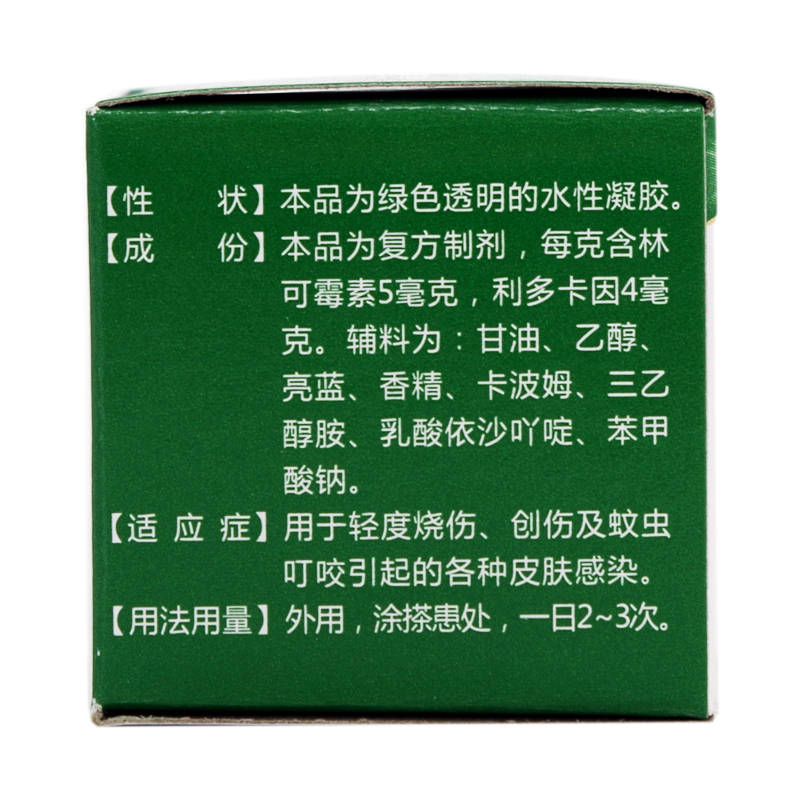 【性 状】本品为绿色透明的水性凝胶。
【成 份】本品为复方制剂，每克含林
可霉素5毫克，利多卡因4毫
克。辅料为：甘油、乙醇、
亮蓝、香精、卡波姆、三乙
醇胺、乳酸依沙吖啶、苯甲
酸钠。
【适 应 症】用于轻度烧伤、创伤及蚊虫
叮咬引起的各种皮肤感染。
【用法用量】外用，涂搽患处，一日2~3次。